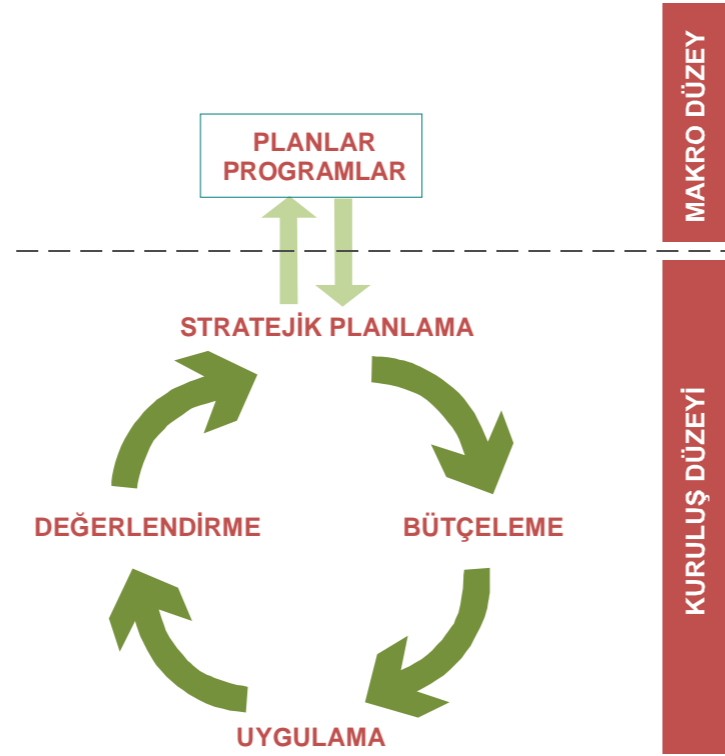 MAKRO DÜZEY
PLANLAR
PROGRAMLAR
STRATEJİK PLANLAMA
DEĞERLENDİRME
BÜTÇELEME
KURULUŞ DÜZEYİ
UYGULAMA